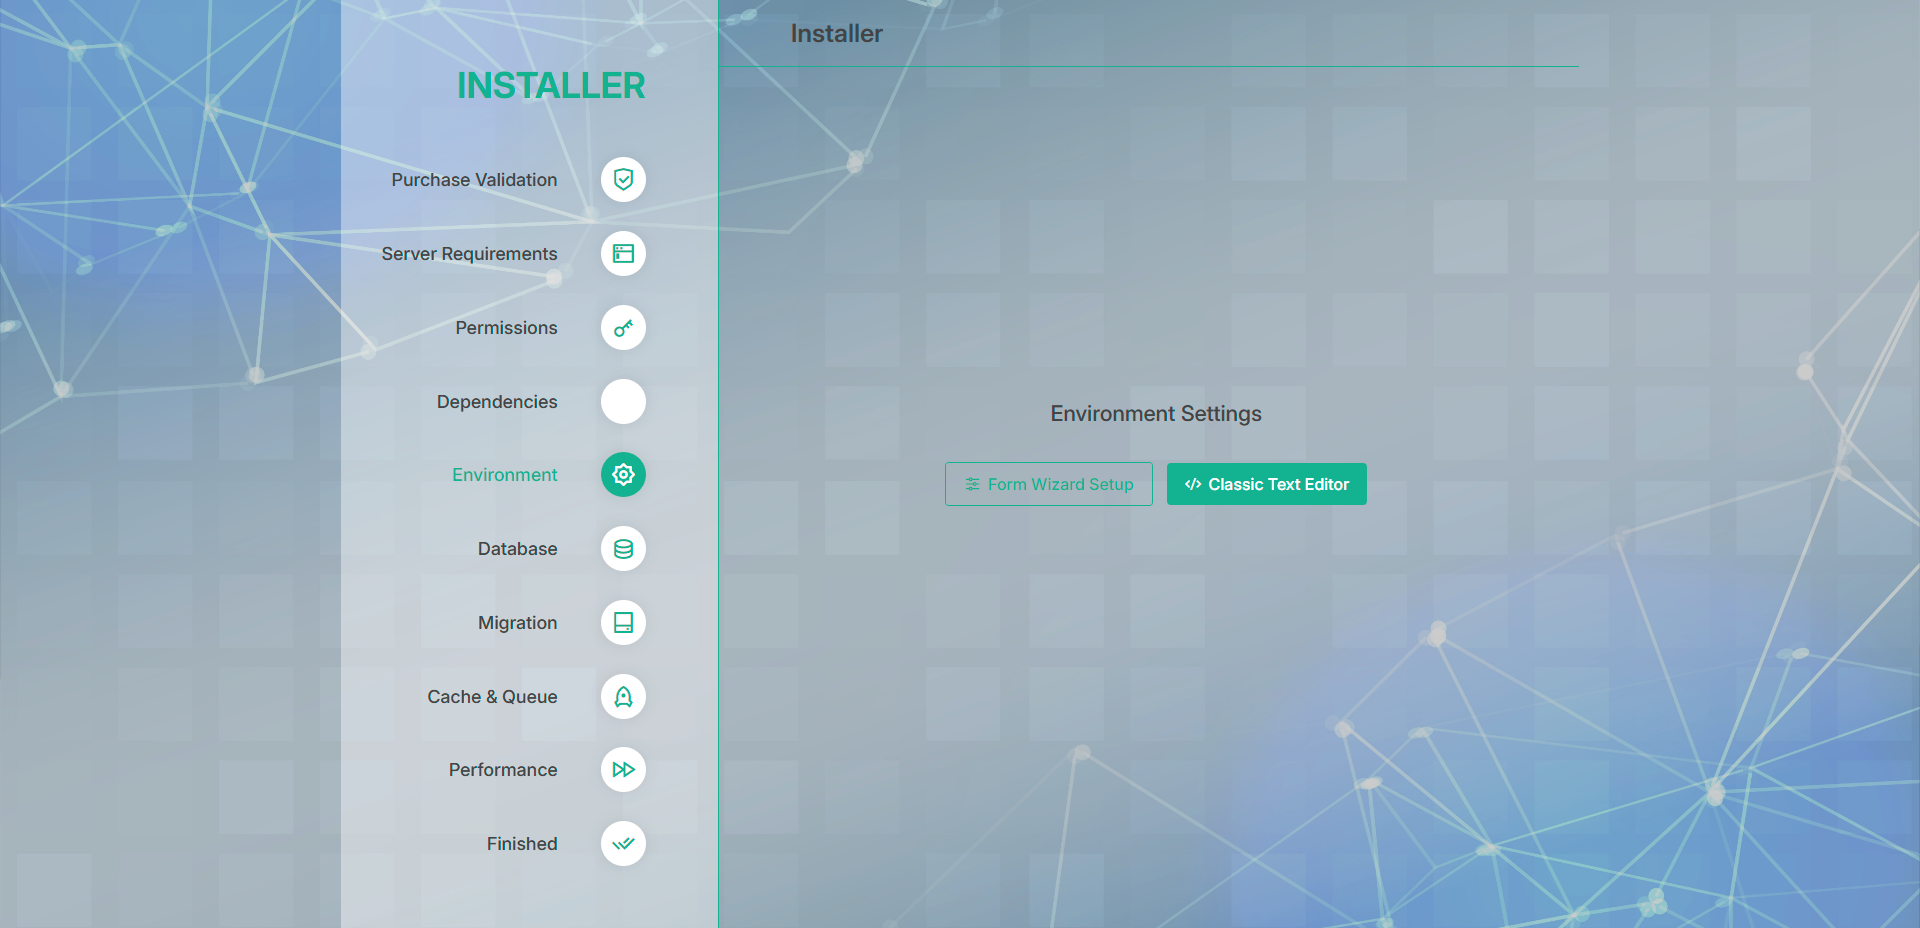 INSTALLER
Purchase Validation
Server Requirements
Permissions
Dependencies
Environment
Database
Migration
Cache & Queue
Performance
Finished
Installer
Environment Settings
Form Wizard Setup
Classic Text Editor